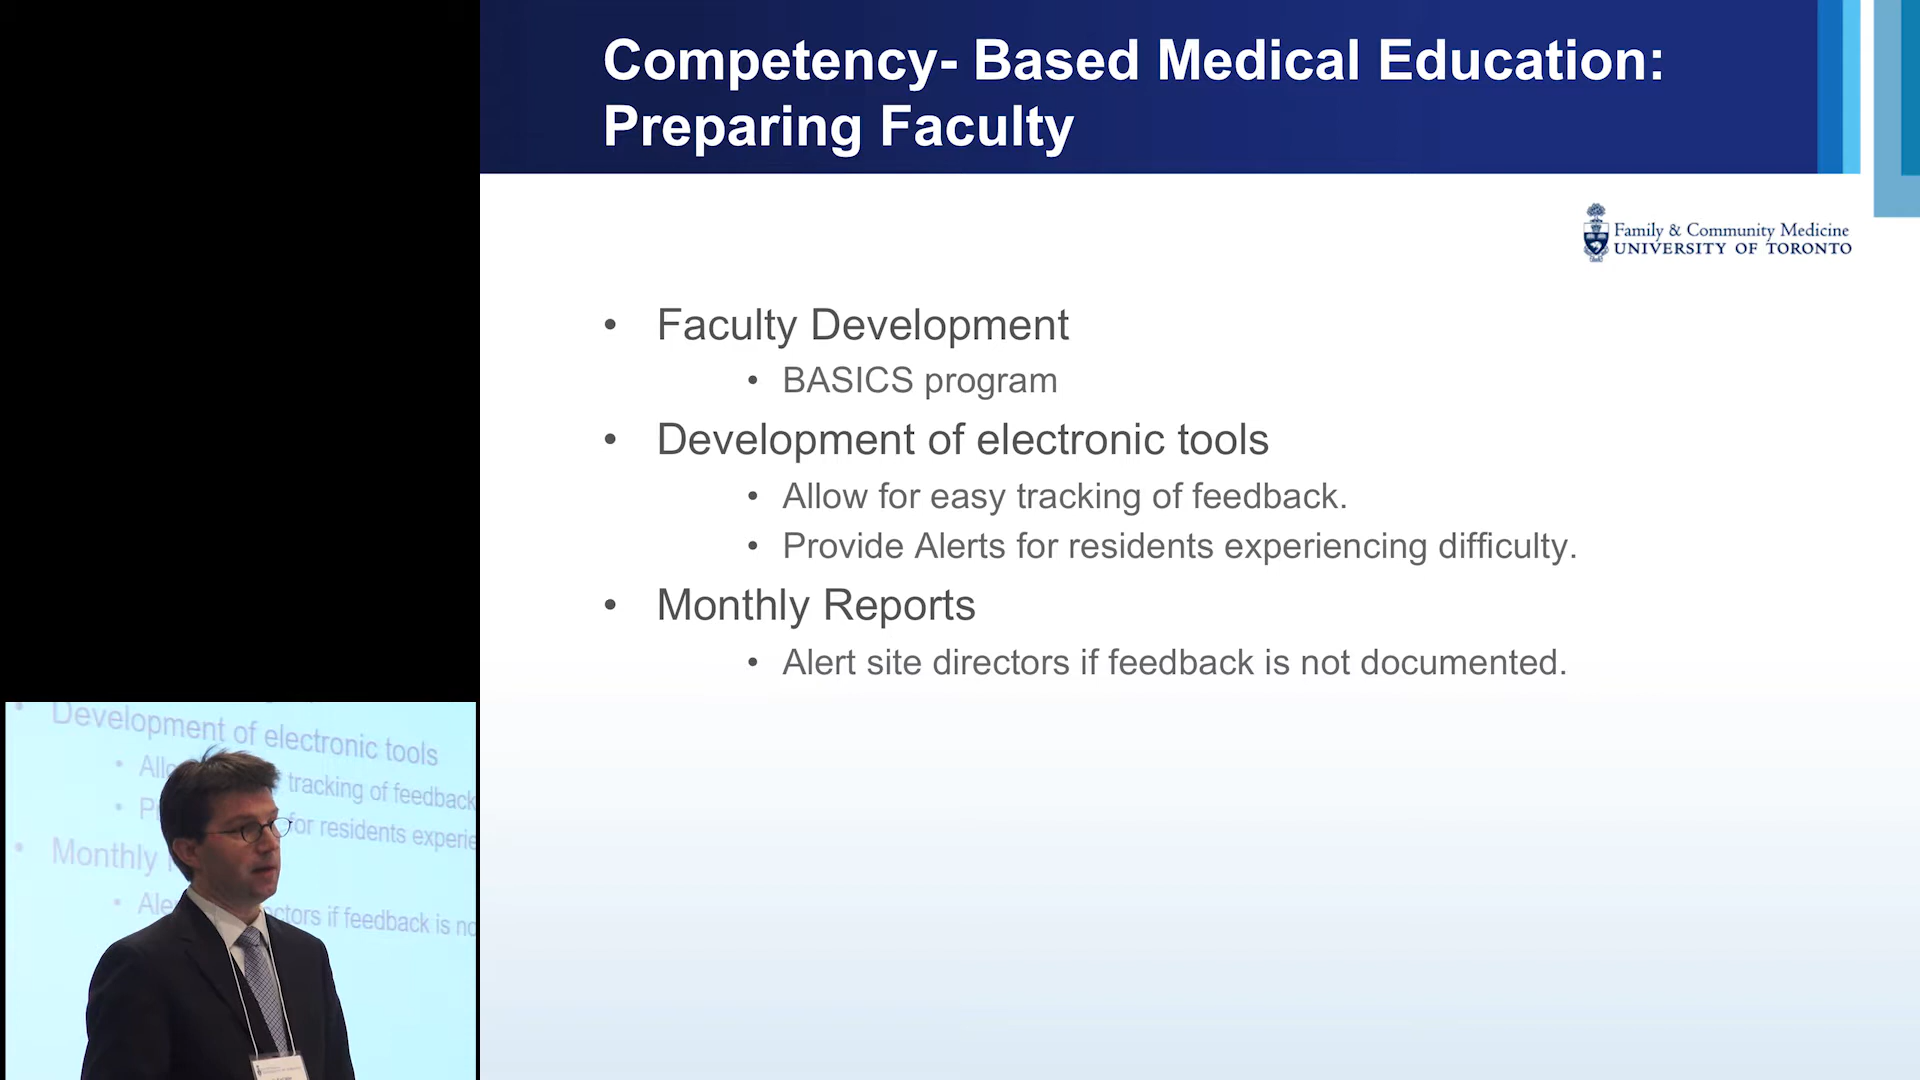 Competency- Based Medical Education:
Preparing Faculty
Family & Community Medicine
UNIVERSITY OF TORONTO
• Faculty Development
• BASICS program
• Development of electronic tools
• Allow for easy tracking of feedback.
• Provide Alerts for residents experiencing difficulty.
• Monthly Reports
• Alert site directors if feedback is not documented.
• Development of electronic tools
• tracking of feedback
• for residents
• Monthly
• if feedback is